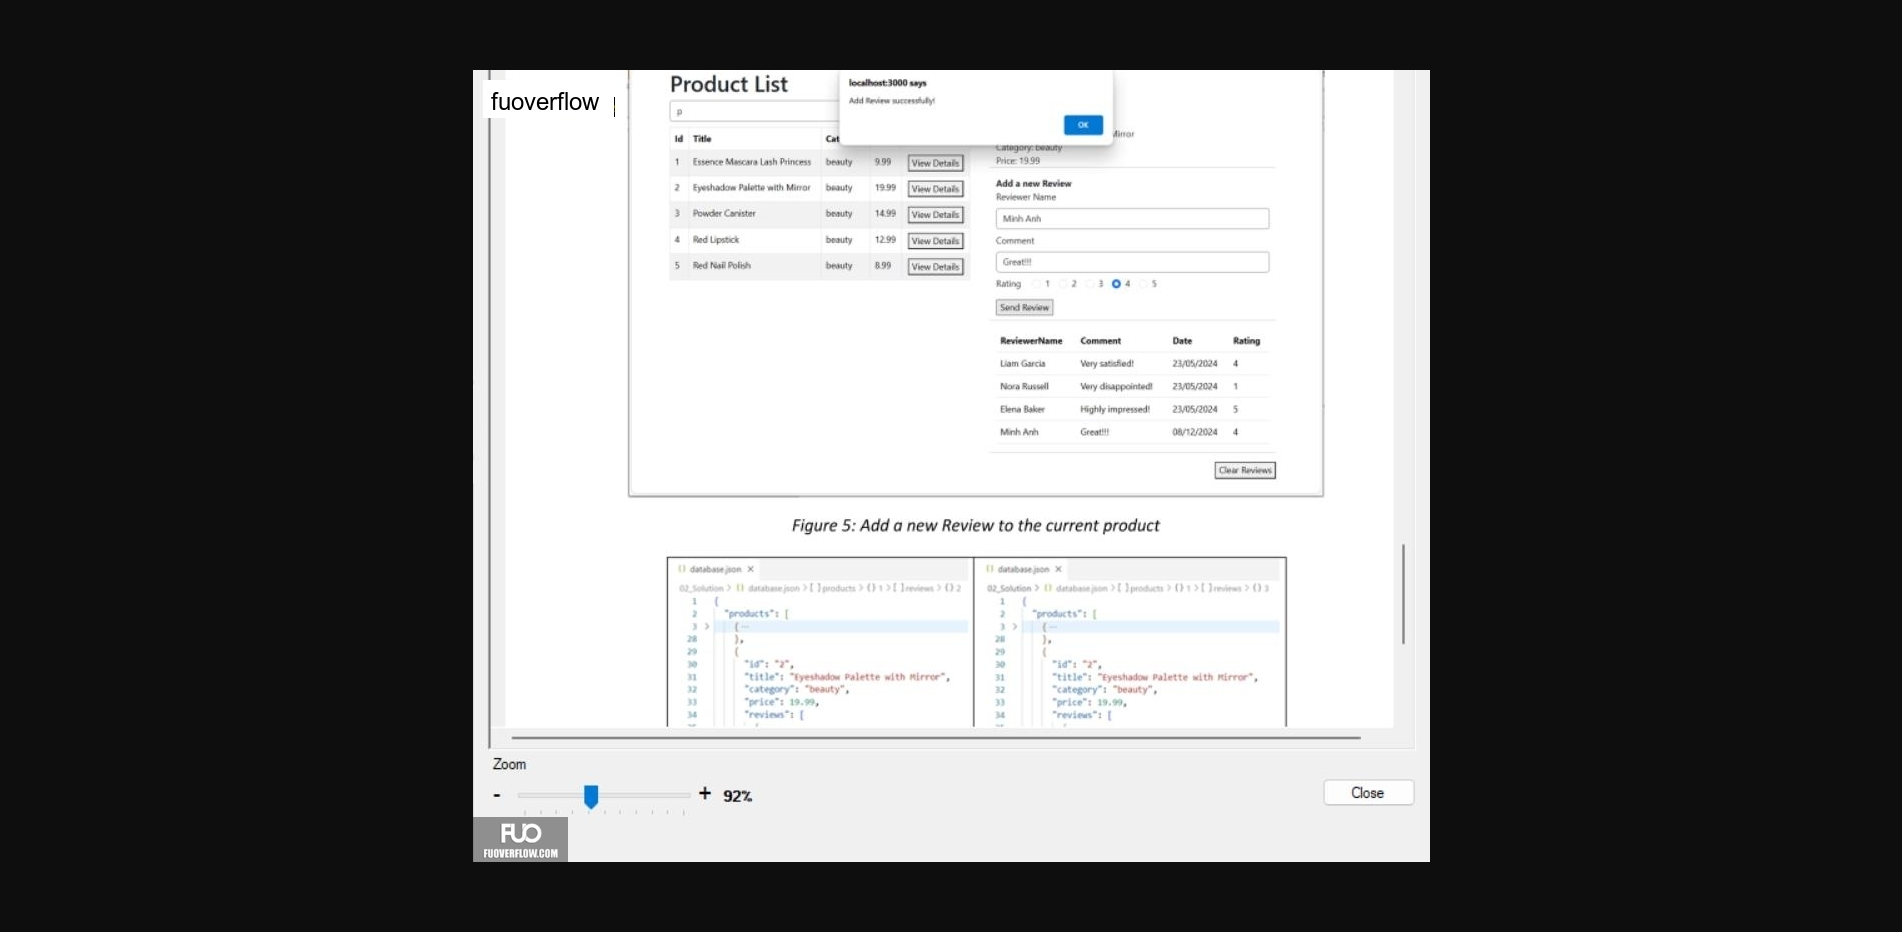 fuoverflow
Product List
p
localhost:3000 says
Add Review successfully!
OK
Id Title Cat
1 Essence Mascara Lash Princess beauty 9.99 View Details
2 Eyeshadow Palette with Mirror beauty 19.99 View Details
3 Powder Canister beauty 14.99 View Details
4 Red Lipstick beauty 12.99 View Details
5 Red Nail Polish beauty 8.99 View Details
Mirror
Category: beauty
Price: 19.99
Add a new Review
Reviewer Name
Minh Anh
Comment
Great!!!
Rating 1 2 3 4 5
Send Review
ReviewerName Comment Date Rating
Liam Garcia Very satisfied! 23/05/2024 4
Nora Russell Very disappointed! 23/05/2024 1
Elena Baker Highly impressed! 23/05/2024 5
Minh Anh Great!!! 08/12/2024 4
Clear Reviews
Figure 5: Add a new Review to the current product
{} database.json ×
02_Solution > {} database.json > [ ] products > {} 1 > [ ] reviews > {} 2
1 {
2 "products": [
3 > { ...
28 },
29 {
30 "id": "2",
31 "title": "Eyeshadow Palette with Mirror",
32 "category": "beauty",
33 "price": 19.99,
34 "reviews": [
{} database.json ×
02_Solution > {} database.json > [ ] products > {} 1 > [ ] reviews > {} 3
1 {
2 "products": [
3 > { ...
28 },
29 {
30 "id": "2",
31 "title": "Eyeshadow Palette with Mirror",
32 "category": "beauty",
33 "price": 19.99,
34 "reviews": [
Zoom
- + 92%
Close
FUO
FUOVERFLOW.COM